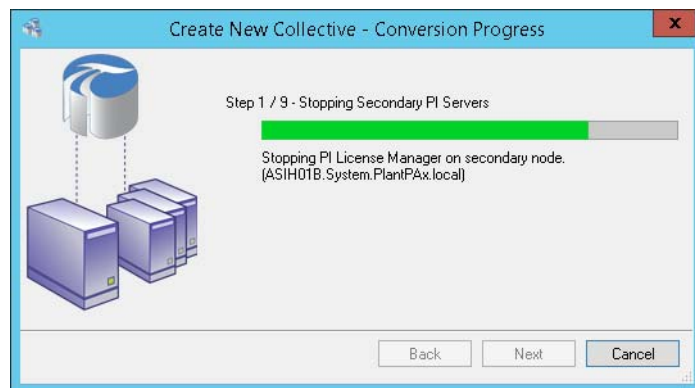 Create New Collective - Conversion Progress
x
Step 1 / 9 - Stopping Secondary PI Servers
Stopping PI License Manager on secondary node.
(ASIH01B.System.PlantPAx.local)
Back
Next
Cancel